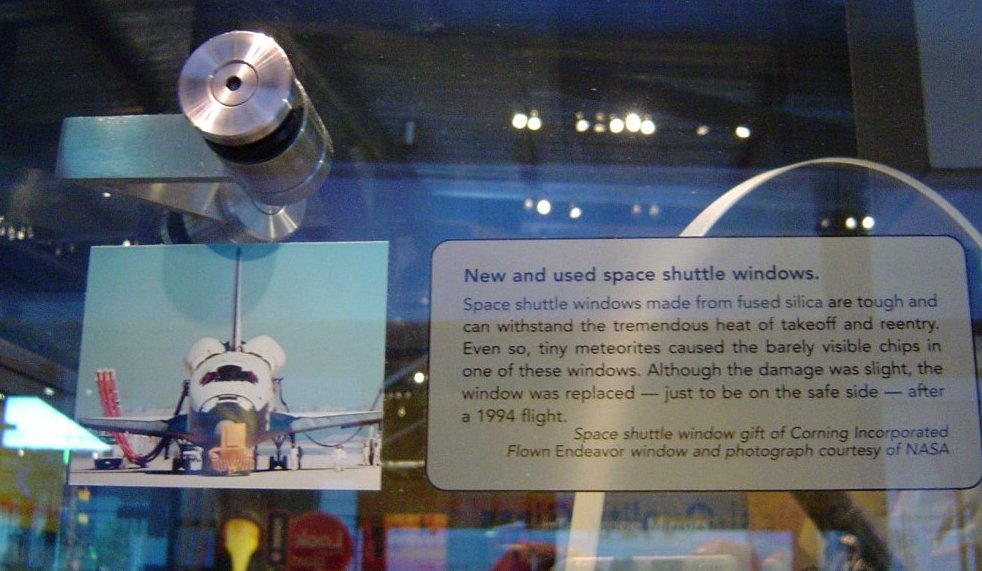 New and used space shuttle windows.
Space shuttle windows made from fused silica are tough and
can withstand the tremendous heat of takeoff and reentry.
Even so, tiny meteorites caused the barely visible chips in
one of these windows. Although the damage was slight, the
window was replaced — just to be on the safe side — after
a 1994 flight.
Space shuttle window gift of Corning Incorporated
Flown Endeavor window and photograph courtesy of NASA